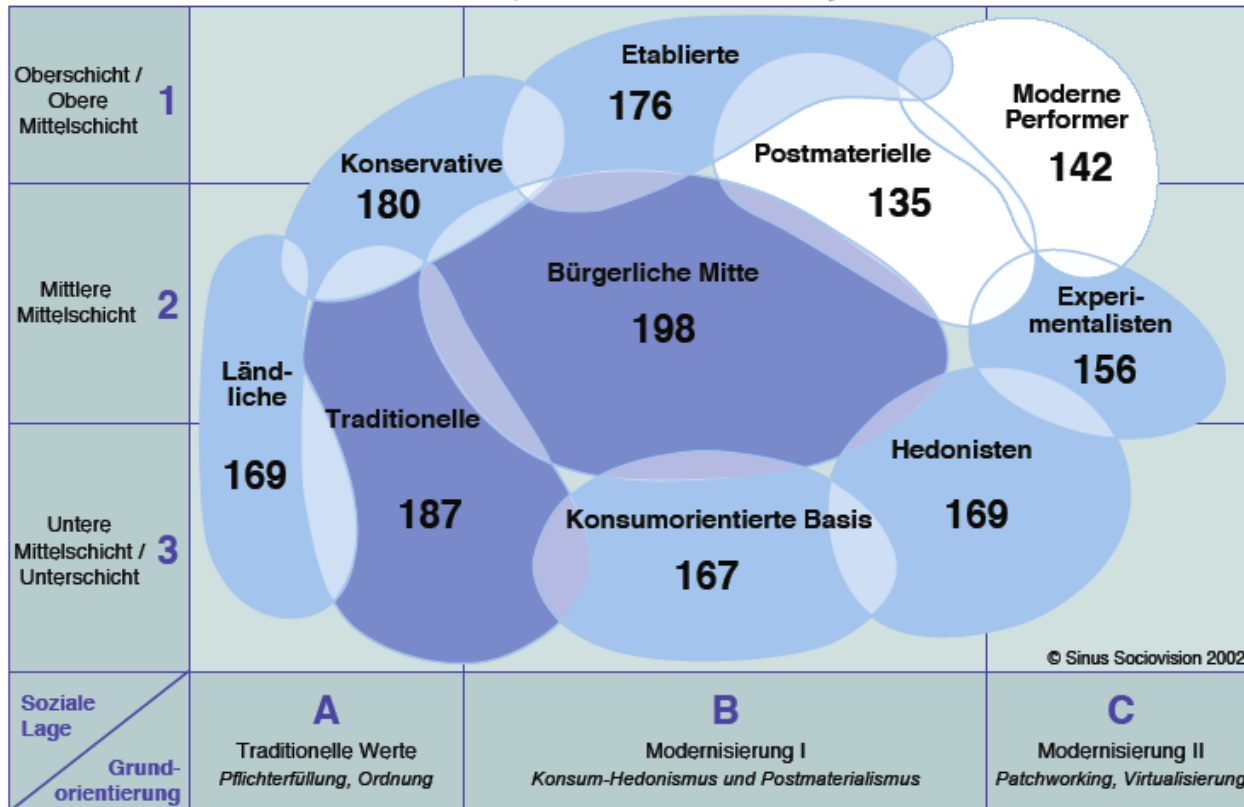 Oberschicht /
Obere
Mittelschicht
1
Mittlere
Mittelschicht
2
Untere
Mittelschicht /
Unterschicht
3
Etablierte
176
Konservative
180
Postmaterielle
135
Moderne
Performer
142
Bürgerliche Mitte
198
Experi-
mentalisten
156
Länd-
liche
169
Traditionelle
187
Konsumorientierte Basis
167
Hedonisten
169
© Sinus Sociovision 2002
Soziale
Lage
Grund-
orientierung
A
Traditionelle Werte
Pflichterfüllung, Ordnung
B
Modernisierung I
Konsum-Hedonismus und Postmaterialismus
C
Modernisierung II
Patchworking, Virtualisierung